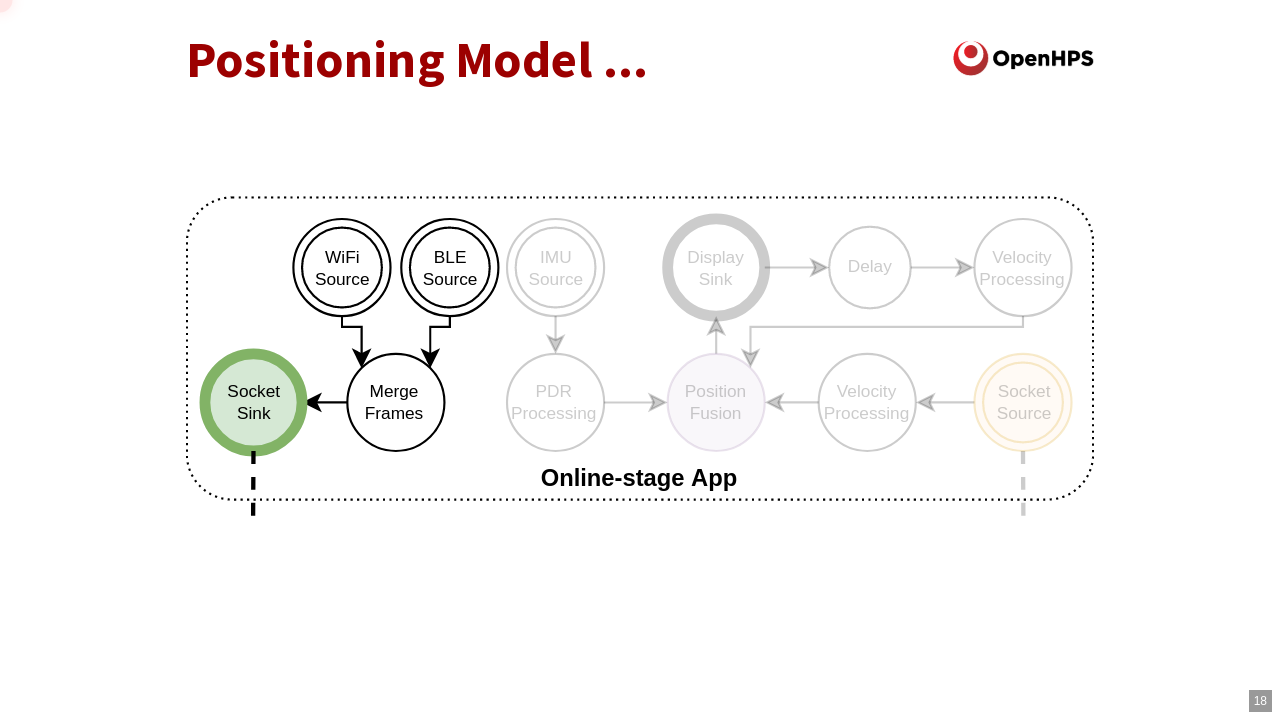 Positioning Model ...
OpenHPS
WiFi
Source
BLE
Source
IMU
Source
Display
Sink
Delay
Velocity
Processing
Socket
Sink
Merge
Frames
PDR
Processing
Position
Fusion
Velocity
Processing
Socket
Source
Online-stage App
18